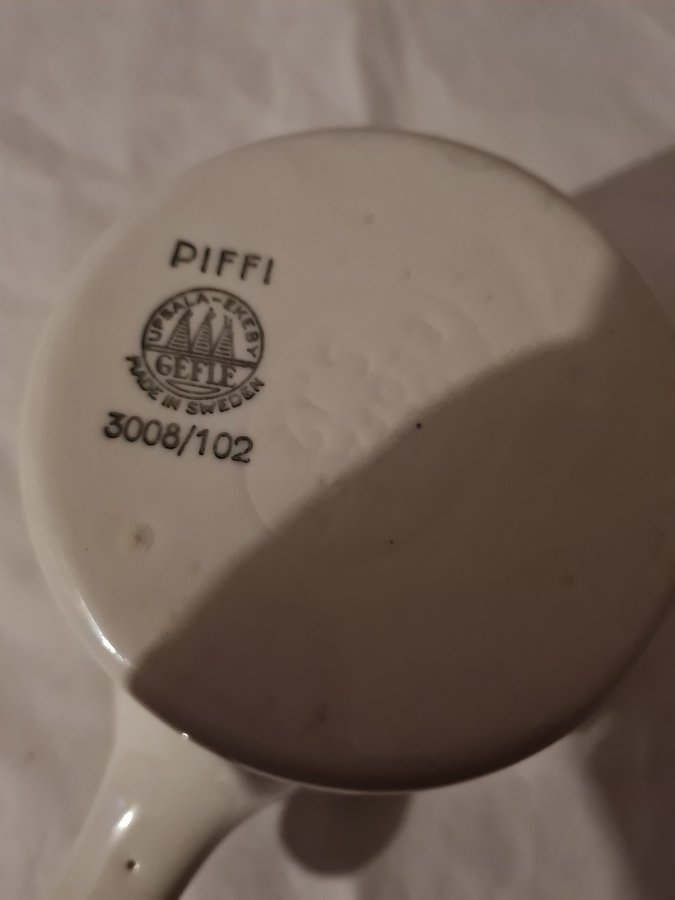 PIFFI
UPSALA-EKEBY
GEFLE
MADE IN SWEDEN
3008/102